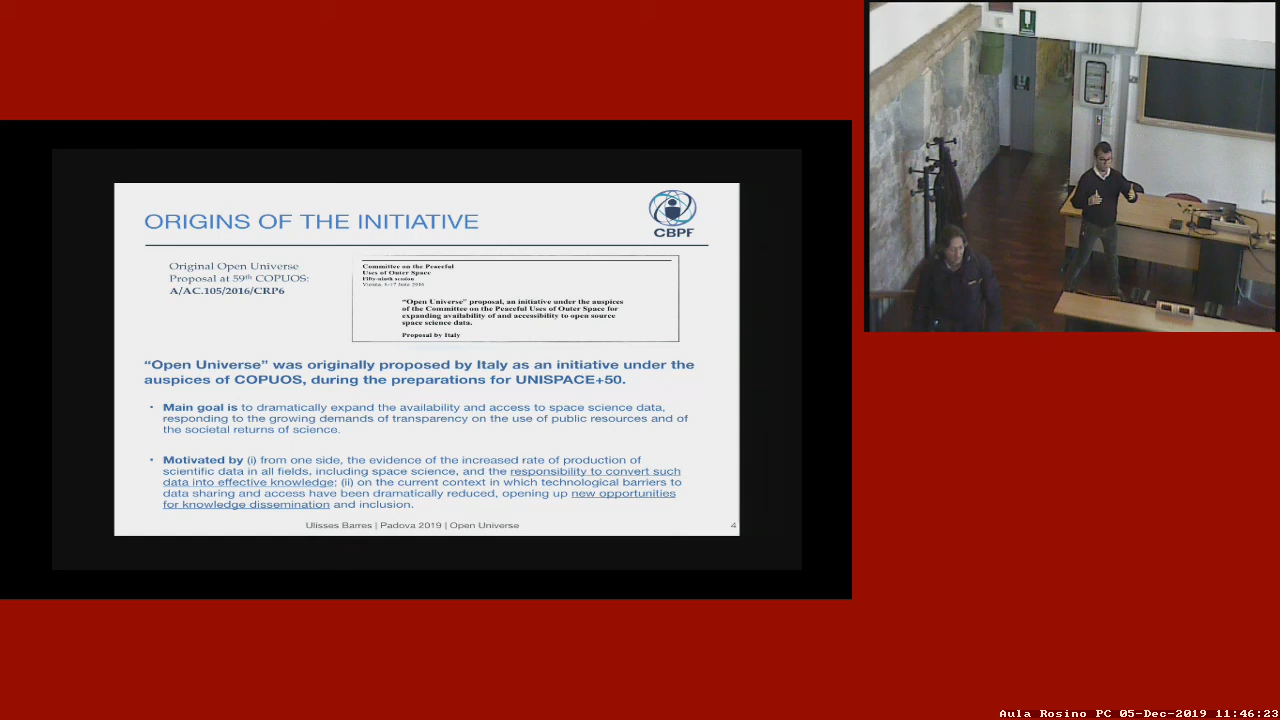 ORIGINS OF THE INITIATIVE
CBPF
Original Open Universe
Proposal at 59th COPUOS:
A/AC.105/2016/CRP6
Committee on the Peaceful
Uses of Outer Space
Fifty-ninth session
Vienna, 8-17 June 2016
“Open Universe” proposal, an initiative under the auspices
of the Committee on the Peaceful Uses of Outer Space for
expanding availability of and accessibility to open source
space science data.
Proposal by Italy
“Open Universe” was originally proposed by Italy as an initiative under the
auspices of COPUOS, during the preparations for UNISPACE+50.
• Main goal is to dramatically expand the availability and access to space science data,
responding to the growing demands of transparency on the use of public resources and of
the societal returns of science.
• Motivated by (i) from one side, the evidence of the increased rate of production of
scientific data in all fields, including space science, and the responsibility to convert such
data into effective knowledge; (ii) on the current context in which technological barriers to
data sharing and access have been dramatically reduced, opening up new opportunities
for knowledge dissemination and inclusion.
Ulisses Barres | Padova 2019 | Open Universe
4
Aula Rosino PC 05-Dec-2019 11:46:23